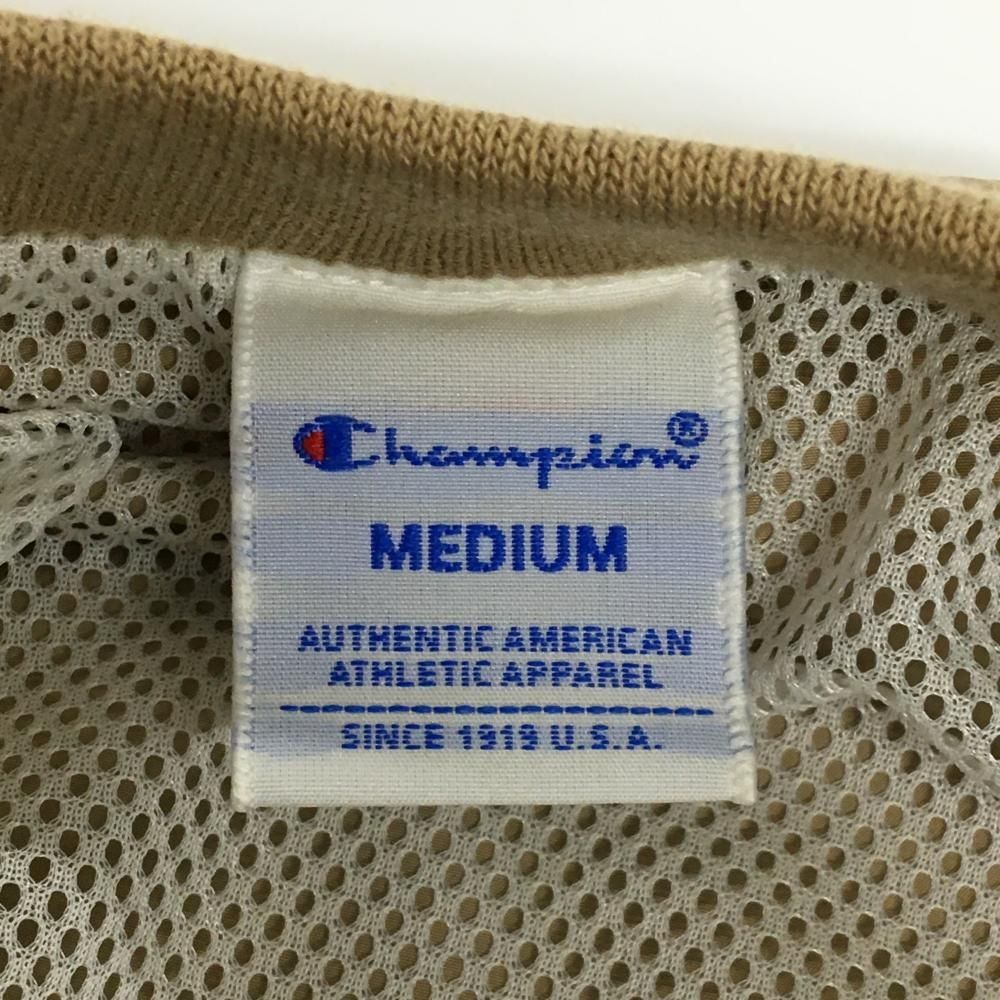 Champion®
MEDIUM
AUTHENTIC AMERICAN
ATHLETIC APPAREL
SINCE 1919 U.S.A.